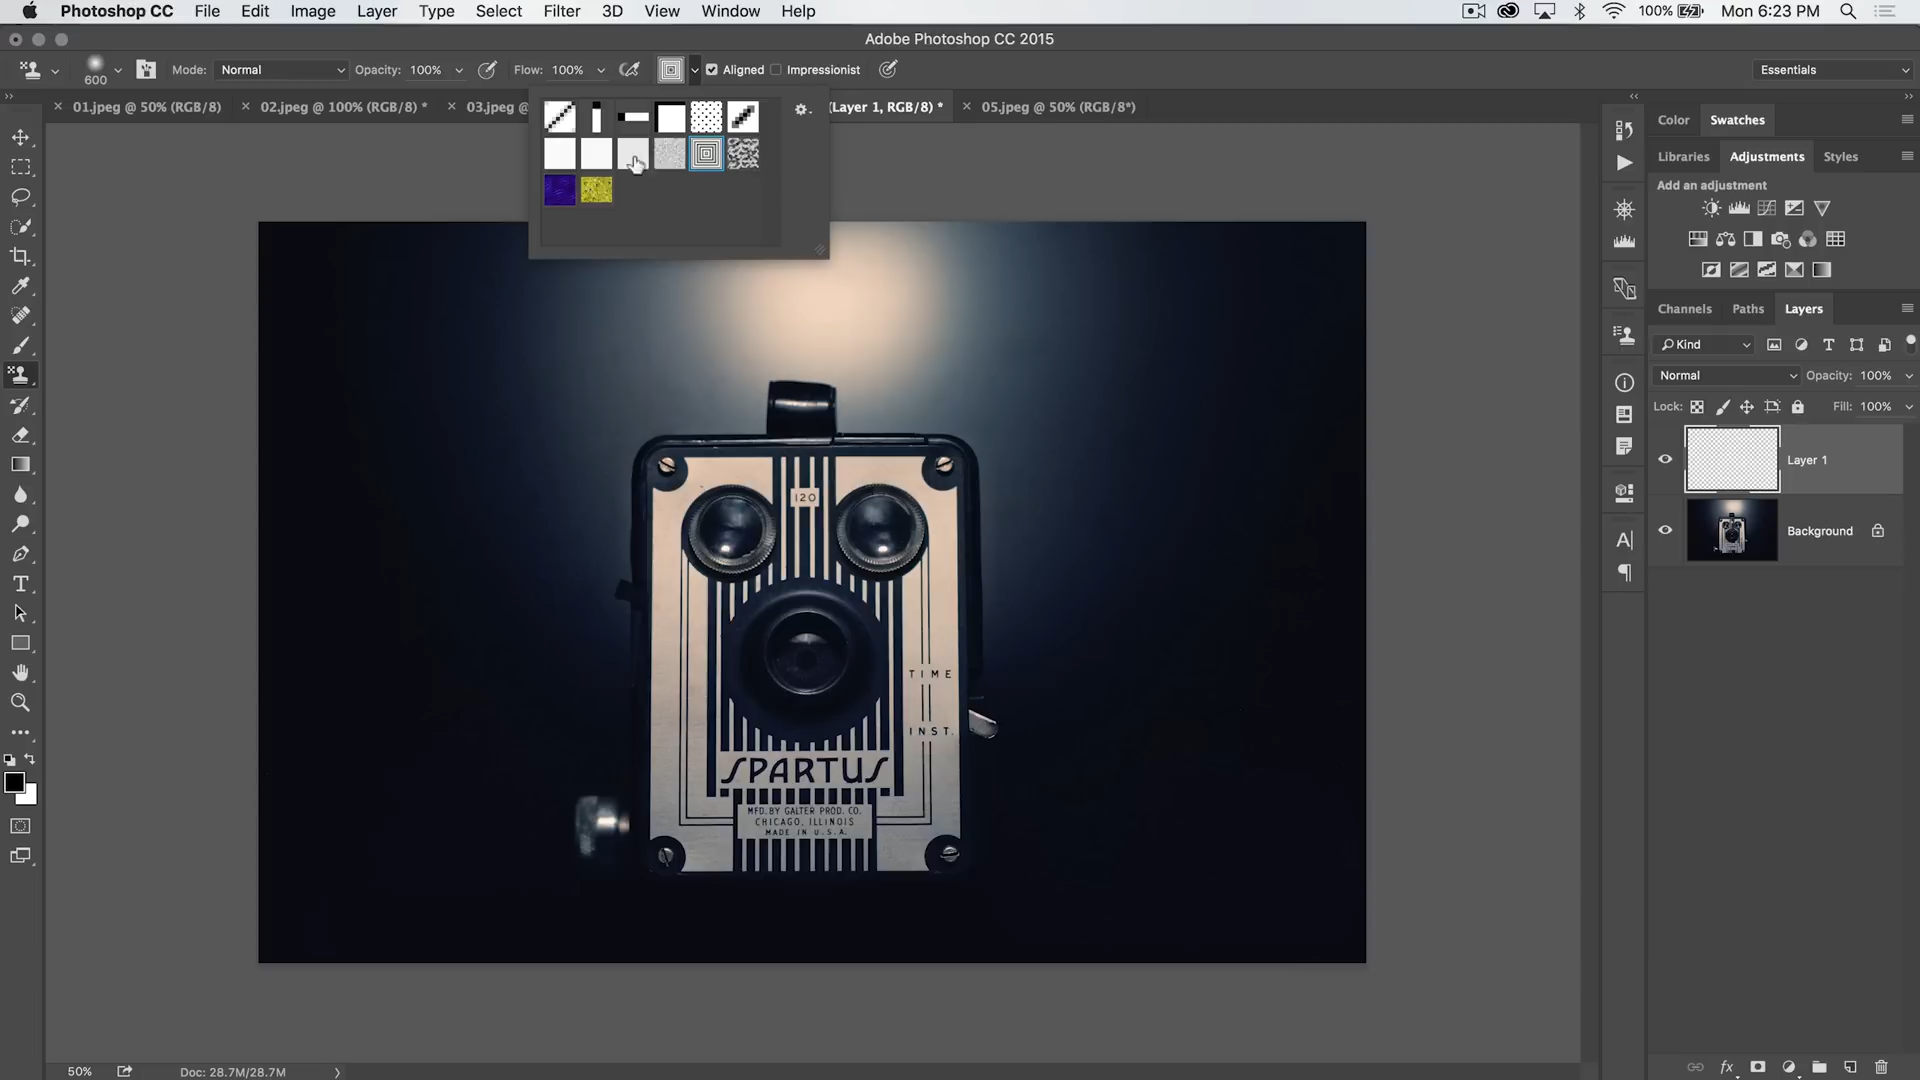 Photoshop CC File Edit Image Layer Type Select Filter 3D View Window Help 100% Mon 6:23 PM
Adobe Photoshop CC 2015
600 Mode: Normal Opacity: 100% Flow: 100% Aligned Impressionist Essentials
01.jpeg @ 50% (RGB/8) 02.jpeg @ 100% (RGB/8) * 03.jpeg @ (Layer 1, RGB/8) * 05.jpeg @ 50% (RGB/8*)
Color Swatches
Libraries Adjustments Styles
Add an adjustment
Channels Paths Layers
Kind
Normal Opacity: 100%
Lock: Fill: 100%
Layer 1
Background
120
TIME
INST.
SPARTUS
MFD. BY GALTER PROD. CO.
CHICAGO, ILLINOIS
MADE IN U.S.A.
50% Doc: 28.7M/28.7M